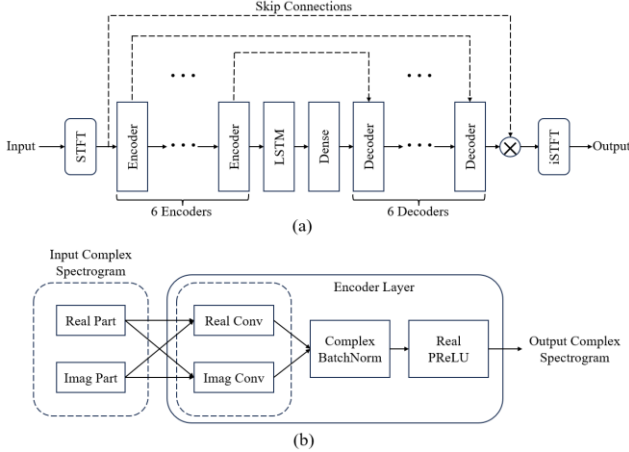 Skip Connections
Input
STFT
Encoder
Encoder
LSTM
Dense
Decoder
Decoder
iSTFT
Output
6 Encoders
6 Decoders
(a)
Input Complex
Spectrogram
Encoder Layer
Real Part
Real Conv
Imag Part
Imag Conv
Complex
BatchNorm
Real
PReLU
Output Complex
Spectrogram
(b)